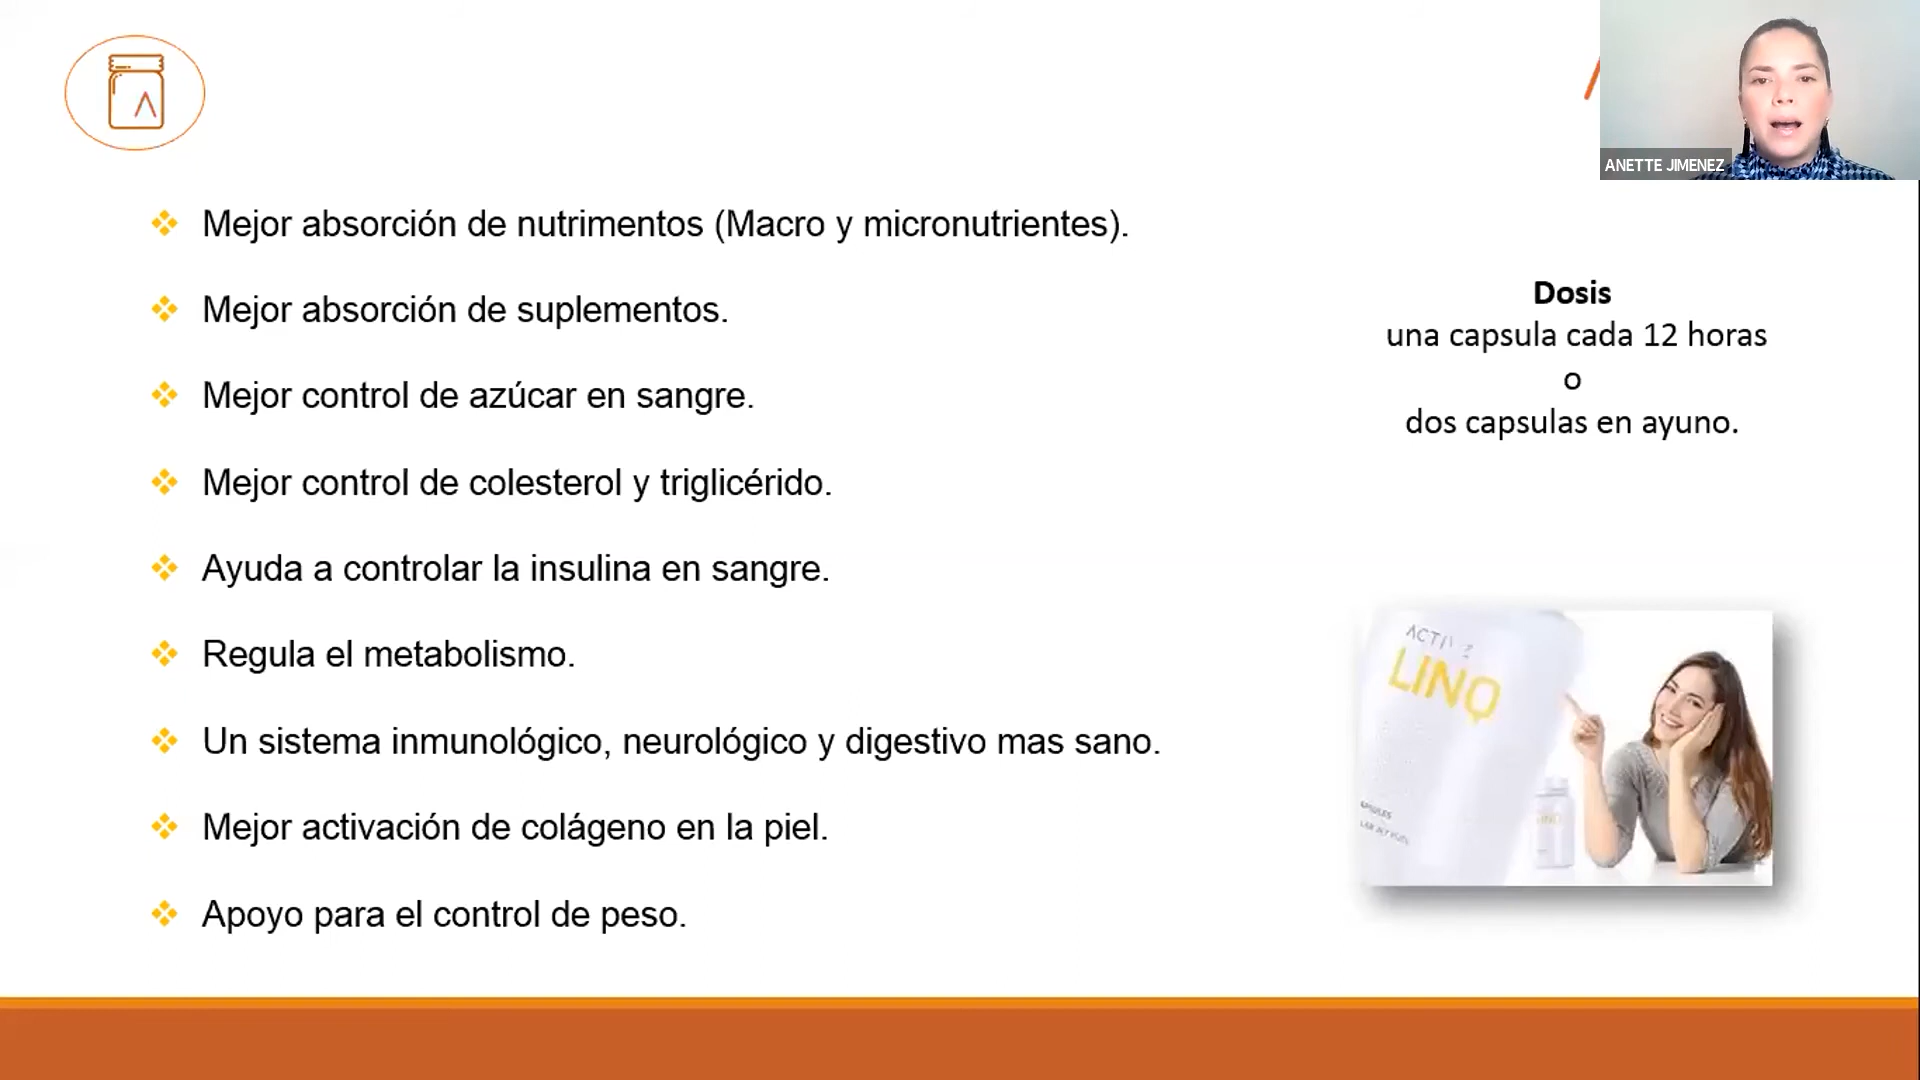 ANETTE JIMENEZ
Mejor absorción de nutrimentos (Macro y micronutrientes).
Mejor absorción de suplementos.
Mejor control de azúcar en sangre.
Mejor control de colesterol y triglicérido.
Ayuda a controlar la insulina en sangre.
Regula el metabolismo.
Un sistema inmunológico, neurológico y digestivo mas sano.
Mejor activación de colágeno en la piel.
Apoyo para el control de peso.
Dosis
una capsula cada 12 horas
o
dos capsulas en ayuno.
LINQ
LINQ